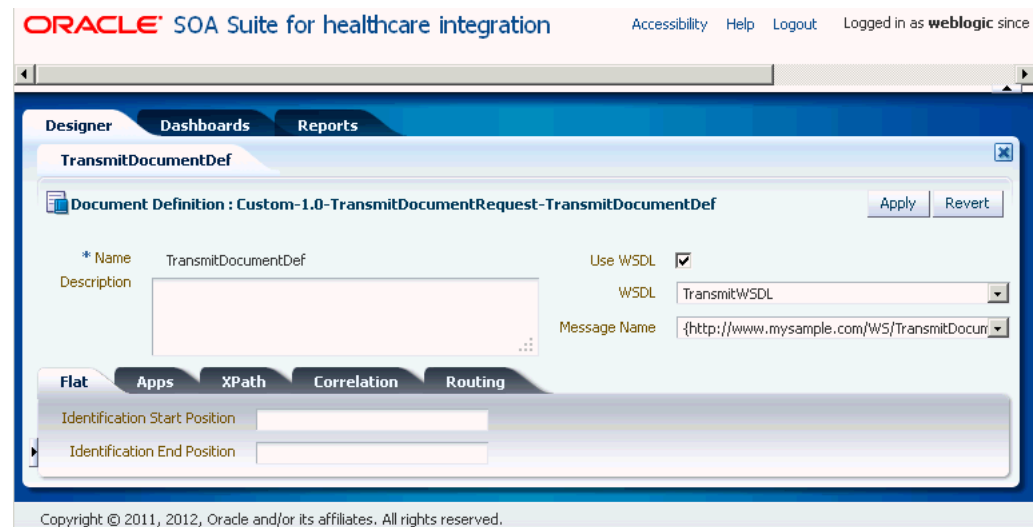 ORACLE® SOA Suite for healthcare integration Accessibility Help Logout Logged in as weblogic since
Designer Dashboards Reports
TransmitDocumentDef
Document Definition : Custom-1.0-TransmitDocumentRequest-TransmitDocumentDef Apply Revert
* Name TransmitDocumentDef
Description
Use WSDL
WSDL TransmitWSDL
Message Name {http://www.mysample.com/WS/TransmitDocum
Flat Apps XPath Correlation Routing
Identification Start Position
Identification End Position
Copyright © 2011, 2012, Oracle and/or its affiliates. All rights reserved.